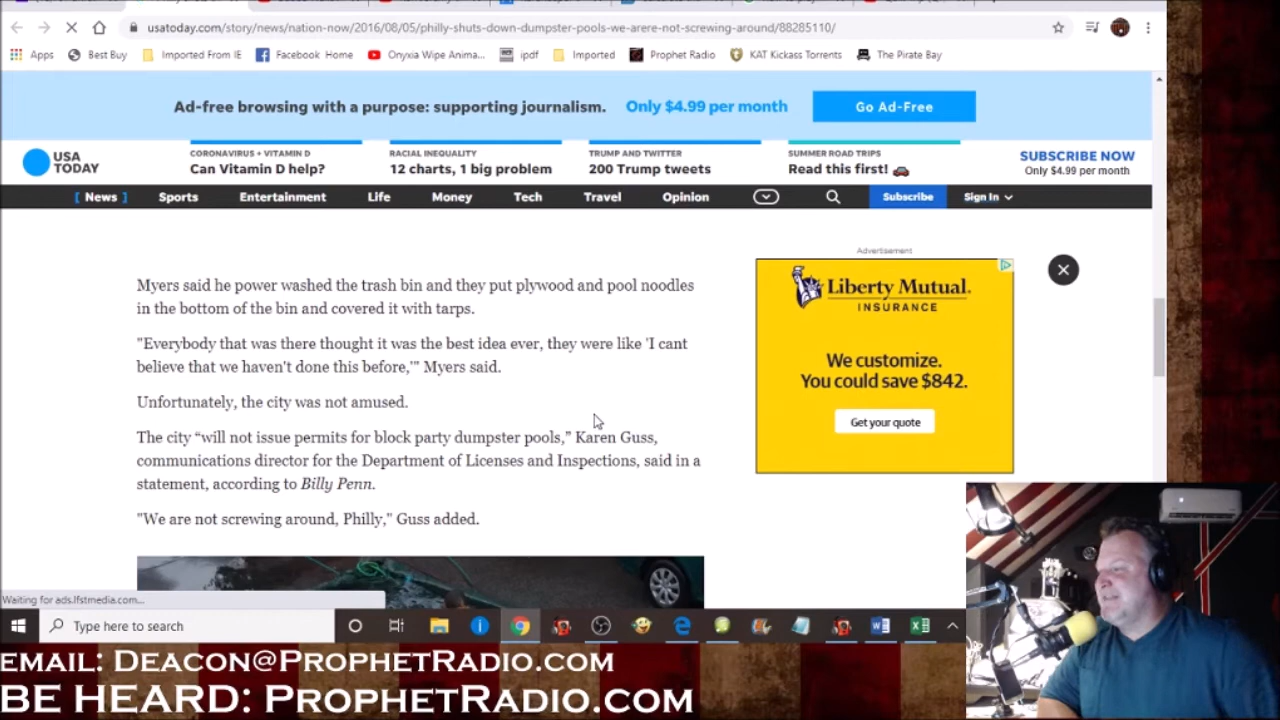 usatoday.com/story/news/nation-now/2016/08/05/philly-shuts-down-dumpster-pools-we-arere-not-screwing-around/88285110/
Apps Best Buy Imported From IE Facebook Home Onyxia Wipe Anima... ipdf Imported Prophet Radio KAT Kickass Torrents The Pirate Bay
Ad-free browsing with a purpose: supporting journalism. Only $4.99 per month Go Ad-Free
USA
TODAY
CORONAVIRUS + VITAMIN D
Can Vitamin D help?
RACIAL INEQUALITY
12 charts, 1 big problem
TRUMP AND TWITTER
200 Trump tweets
SUMMER ROAD TRIPS
Read this first!
SUBSCRIBE NOW
Only $4.99 per month
[ News ] Sports Entertainment Life Money Tech Travel Opinion Subscribe Sign In
Myers said he power washed the trash bin and they put plywood and pool noodles
in the bottom of the bin and covered it with tarps.
"Everybody that was there thought it was the best idea ever, they were like 'I cant
believe that we haven't done this before,'" Myers said.
Unfortunately, the city was not amused.
The city “will not issue permits for block party dumpster pools,” Karen Guss,
communications director for the Department of Licenses and Inspections, said in a
statement, according to Billy Penn.
"We are not screwing around, Philly," Guss added.
Advertisement
Liberty Mutual.
INSURANCE
We customize.
You could save $842.
Get your quote
Waiting for ads.lfstmedia.com...
Type here to search
EMAIL: DEACON@PROPHETRADIO.COM
BE HEARD: PROPHETRADIO.COM